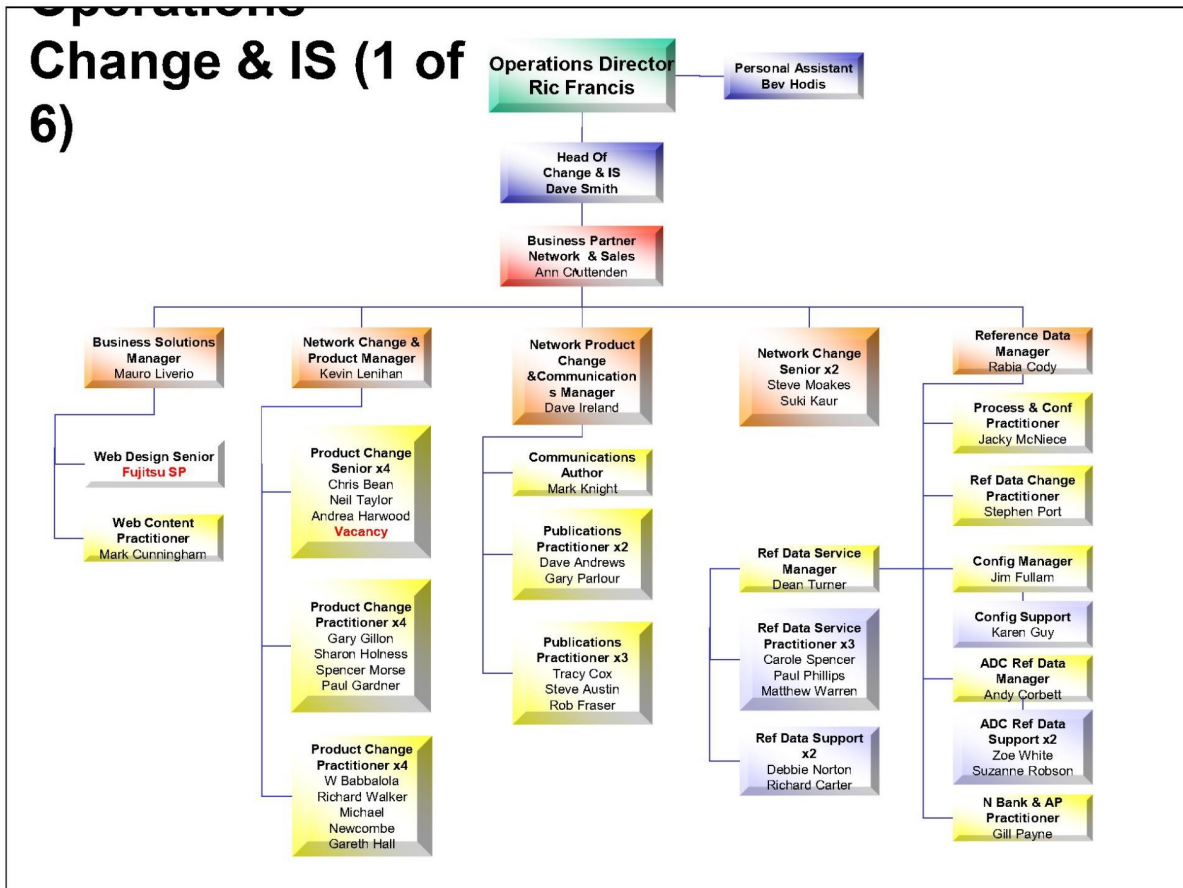 Operations
Change & IS (1 of
6)
Operations Director
Ric Francis
Personal Assistant
Bev Hodis
Head Of
Change & IS
Dave Smith
Business Partner
Network & Sales
Ann Cruttenden
Business Solutions
Manager
Mauro Liverio
Web Design Senior
Fujitsu SP
Web Content
Practitioner
Mark Cunningham
Network Change &
Product Manager
Kevin Lenihan
Product Change
Senior x4
Chris Bean
Neil Taylor
Andrea Harwood
Vacancy
Product Change
Practitioner x4
Gary Gillon
Sharon Holness
Spencer Morse
Paul Gardner
Product Change
Practitioner x4
W Babbalola
Richard Walker
Michael
Newcombe
Gareth Hall
Network Product
Change
&Communication
s Manager
Dave Ireland
Communications
Author
Mark Knight
Publications
Practitioner x2
Dave Andrews
Gary Parlour
Publications
Practitioner x3
Tracy Cox
Steve Austin
Rob Fraser
Network Change
Senior x2
Steve Moakes
Suki Kaur
Reference Data
Manager
Rabia Cody
Process & Conf
Practitioner
Jacky McNiece
Ref Data Change
Practitioner
Stephen Port
Ref Data Service
Manager
Dean Turner
Ref Data Service
Practitioner x3
Carole Spencer
Paul Phillips
Matthew Warren
Ref Data Support
x2
Debbie Norton
Richard Carter
Config Manager
Jim Fullam
Config Support
Karen Guy
ADC Ref Data
Manager
Andy Corbett
ADC Ref Data
Support x2
Zoe White
Suzanne Robson
N Bank & AP
Practitioner
Gill Payne